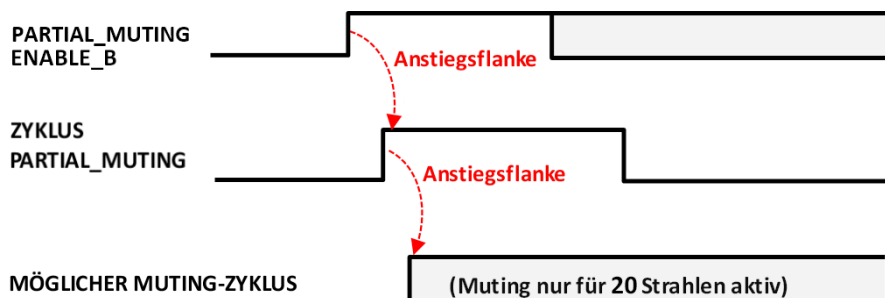 PARTIAL_MUTING
ENABLE_B
Anstiegsflanke
ZYKLUS
PARTIAL_MUTING
Anstiegsflanke
MÖGLICHER MUTING-ZYKLUS
(Muting nur für 20 Strahlen aktiv)